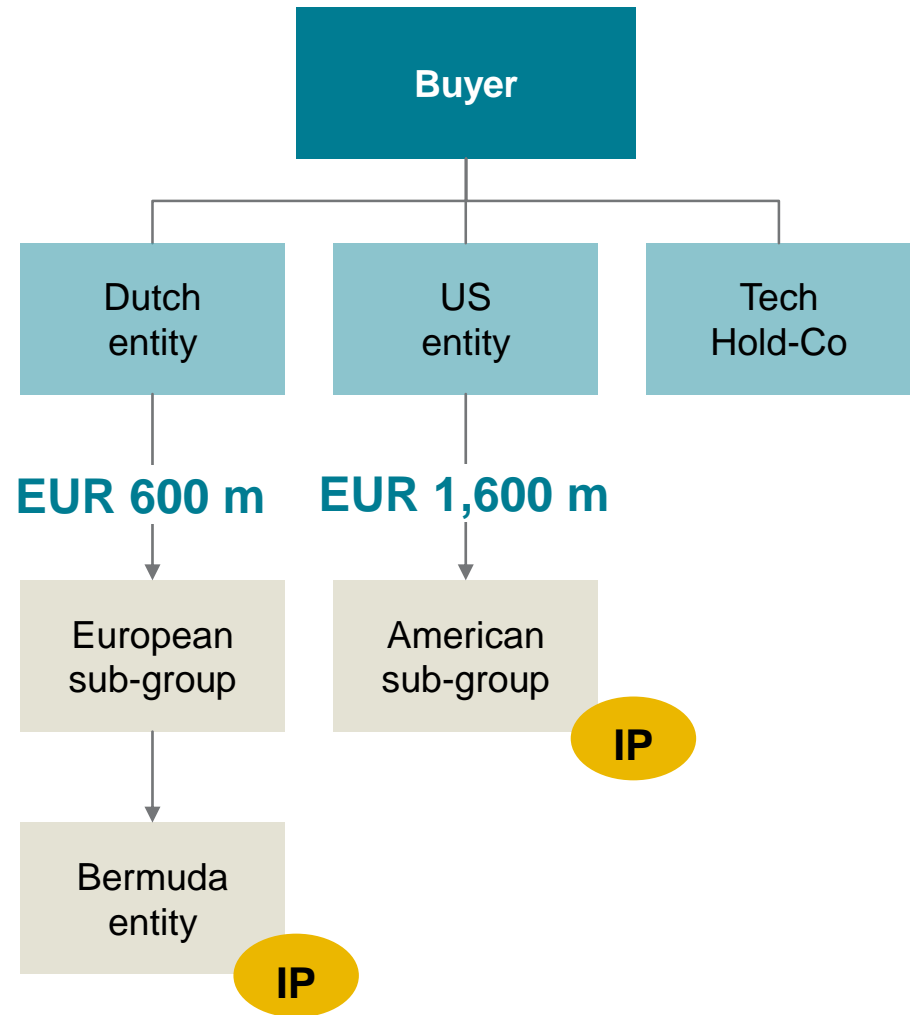 Buyer
Dutch
entity
US
entity
Tech
Hold-Co
EUR 600 m
EUR 1,600 m
European
sub-group
American
sub-group
IP
Bermuda
entity
IP